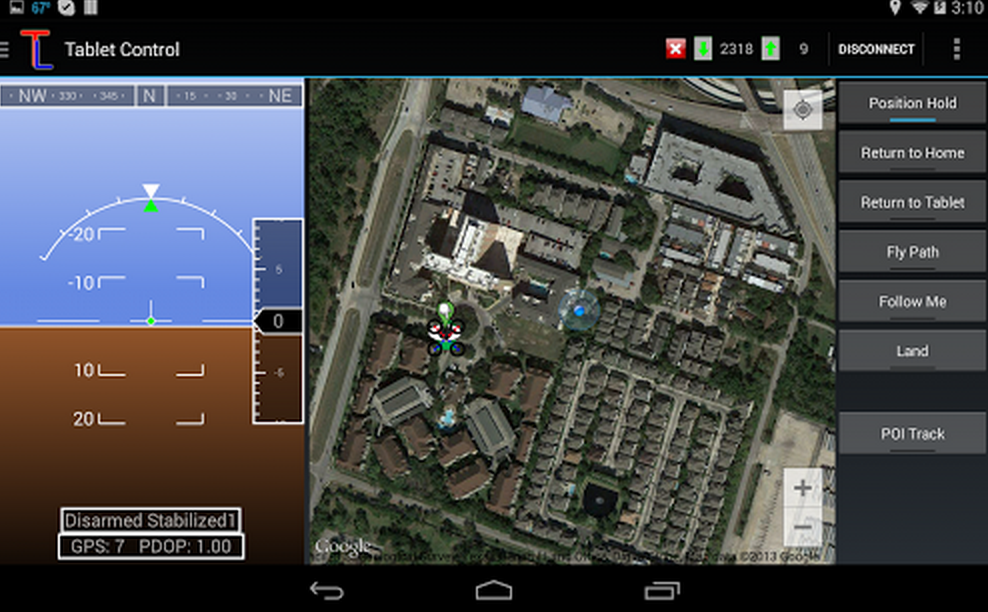 67° 3:10
TL Tablet Control 2318 9 DISCONNECT
NW 330 345 N 15 30 NE
Position Hold
Return to Home
Return to Tablet
Fly Path
Follow Me
Land
POI Track
-20
-10
10
20
5
0
-5
Disarmed Stabilized1
GPS: 7 PDOP: 1.00
+
−
Google
©2013 Google